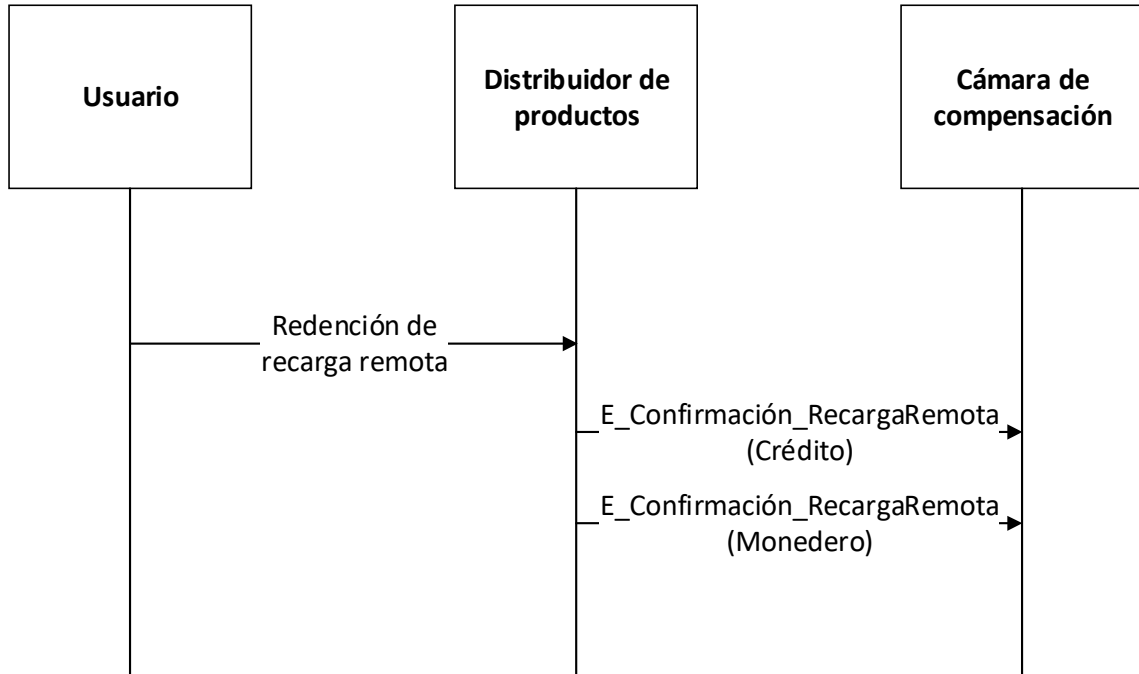 Usuario
Distribuidor de
productos
Cámara de
compensación
Redención de
recarga remota
E_Confirmación_RecargaRemota
(Crédito)
E_Confirmación_RecargaRemota
(Monedero)